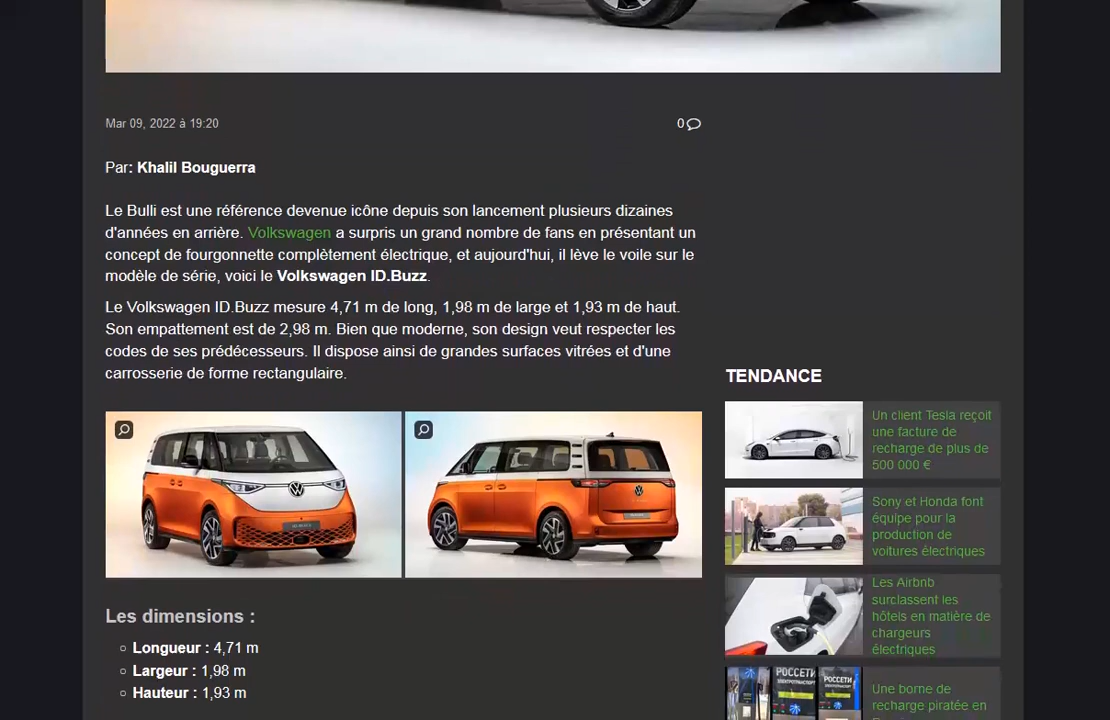 Mar 09, 2022 à 19:20
0
Par: Khalil Bouguerra
Le Bulli est une référence devenue icône depuis son lancement plusieurs dizaines
d'années en arrière. Volkswagen a surpris un grand nombre de fans en présentant un
concept de fourgonnette complètement électrique, et aujourd'hui, il lève le voile sur le
modèle de série, voici le Volkswagen ID.Buzz.
Le Volkswagen ID.Buzz mesure 4,71 m de long, 1,98 m de large et 1,93 m de haut.
Son empattement est de 2,98 m. Bien que moderne, son design veut respecter les
codes de ses prédécesseurs. Il dispose ainsi de grandes surfaces vitrées et d'une
carrosserie de forme rectangulaire.
Les dimensions :
Longueur : 4,71 m
Largeur : 1,98 m
Hauteur : 1,93 m
TENDANCE
Un client Tesla reçoit
une facture de
recharge de plus de
500 000 €
Sony et Honda font
équipe pour la
production de
voitures électriques
Les Airbnb
surclassent les
hôtels en matière de
chargeurs
électriques
РОССЕТИ
РОССЕТИ
ЭЛЕКТРОТРАНСПОРТ
Une borne de
recharge piratée en